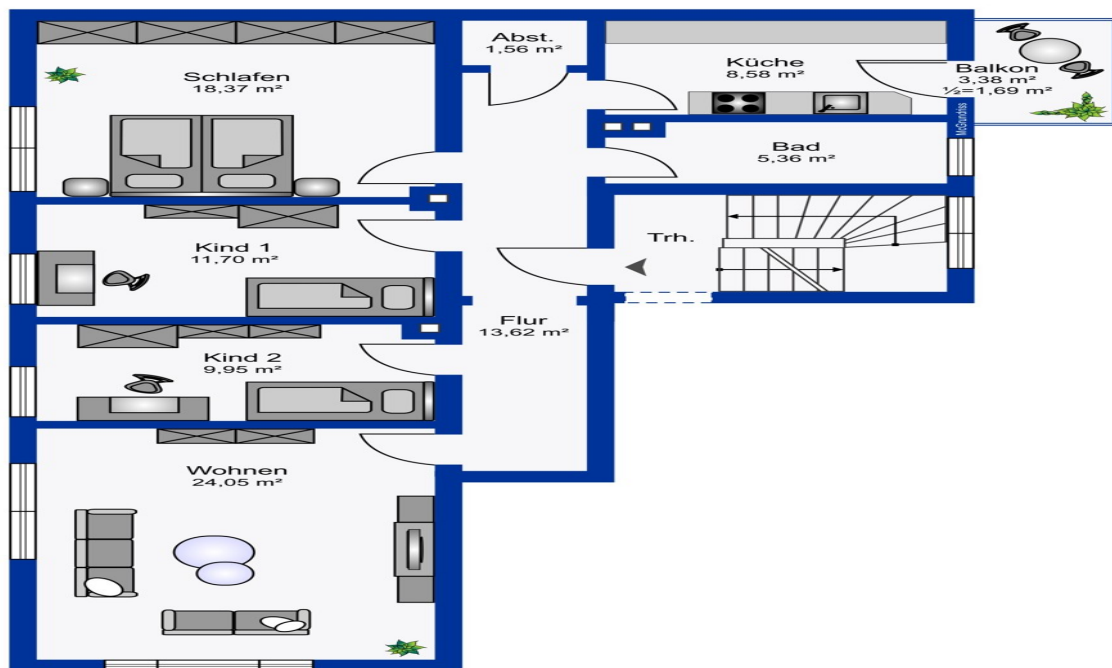 Abst.
1,56 m²
Schlafen
18,37 m²
Küche
8,58 m²
Balkon
3,38 m²
½=1,69 m²
McGrundriss
Bad
5,36 m²
Kind 1
11,70 m²
Trh.
Flur
13,62 m²
Kind 2
9,95 m²
Wohnen
24,05 m²